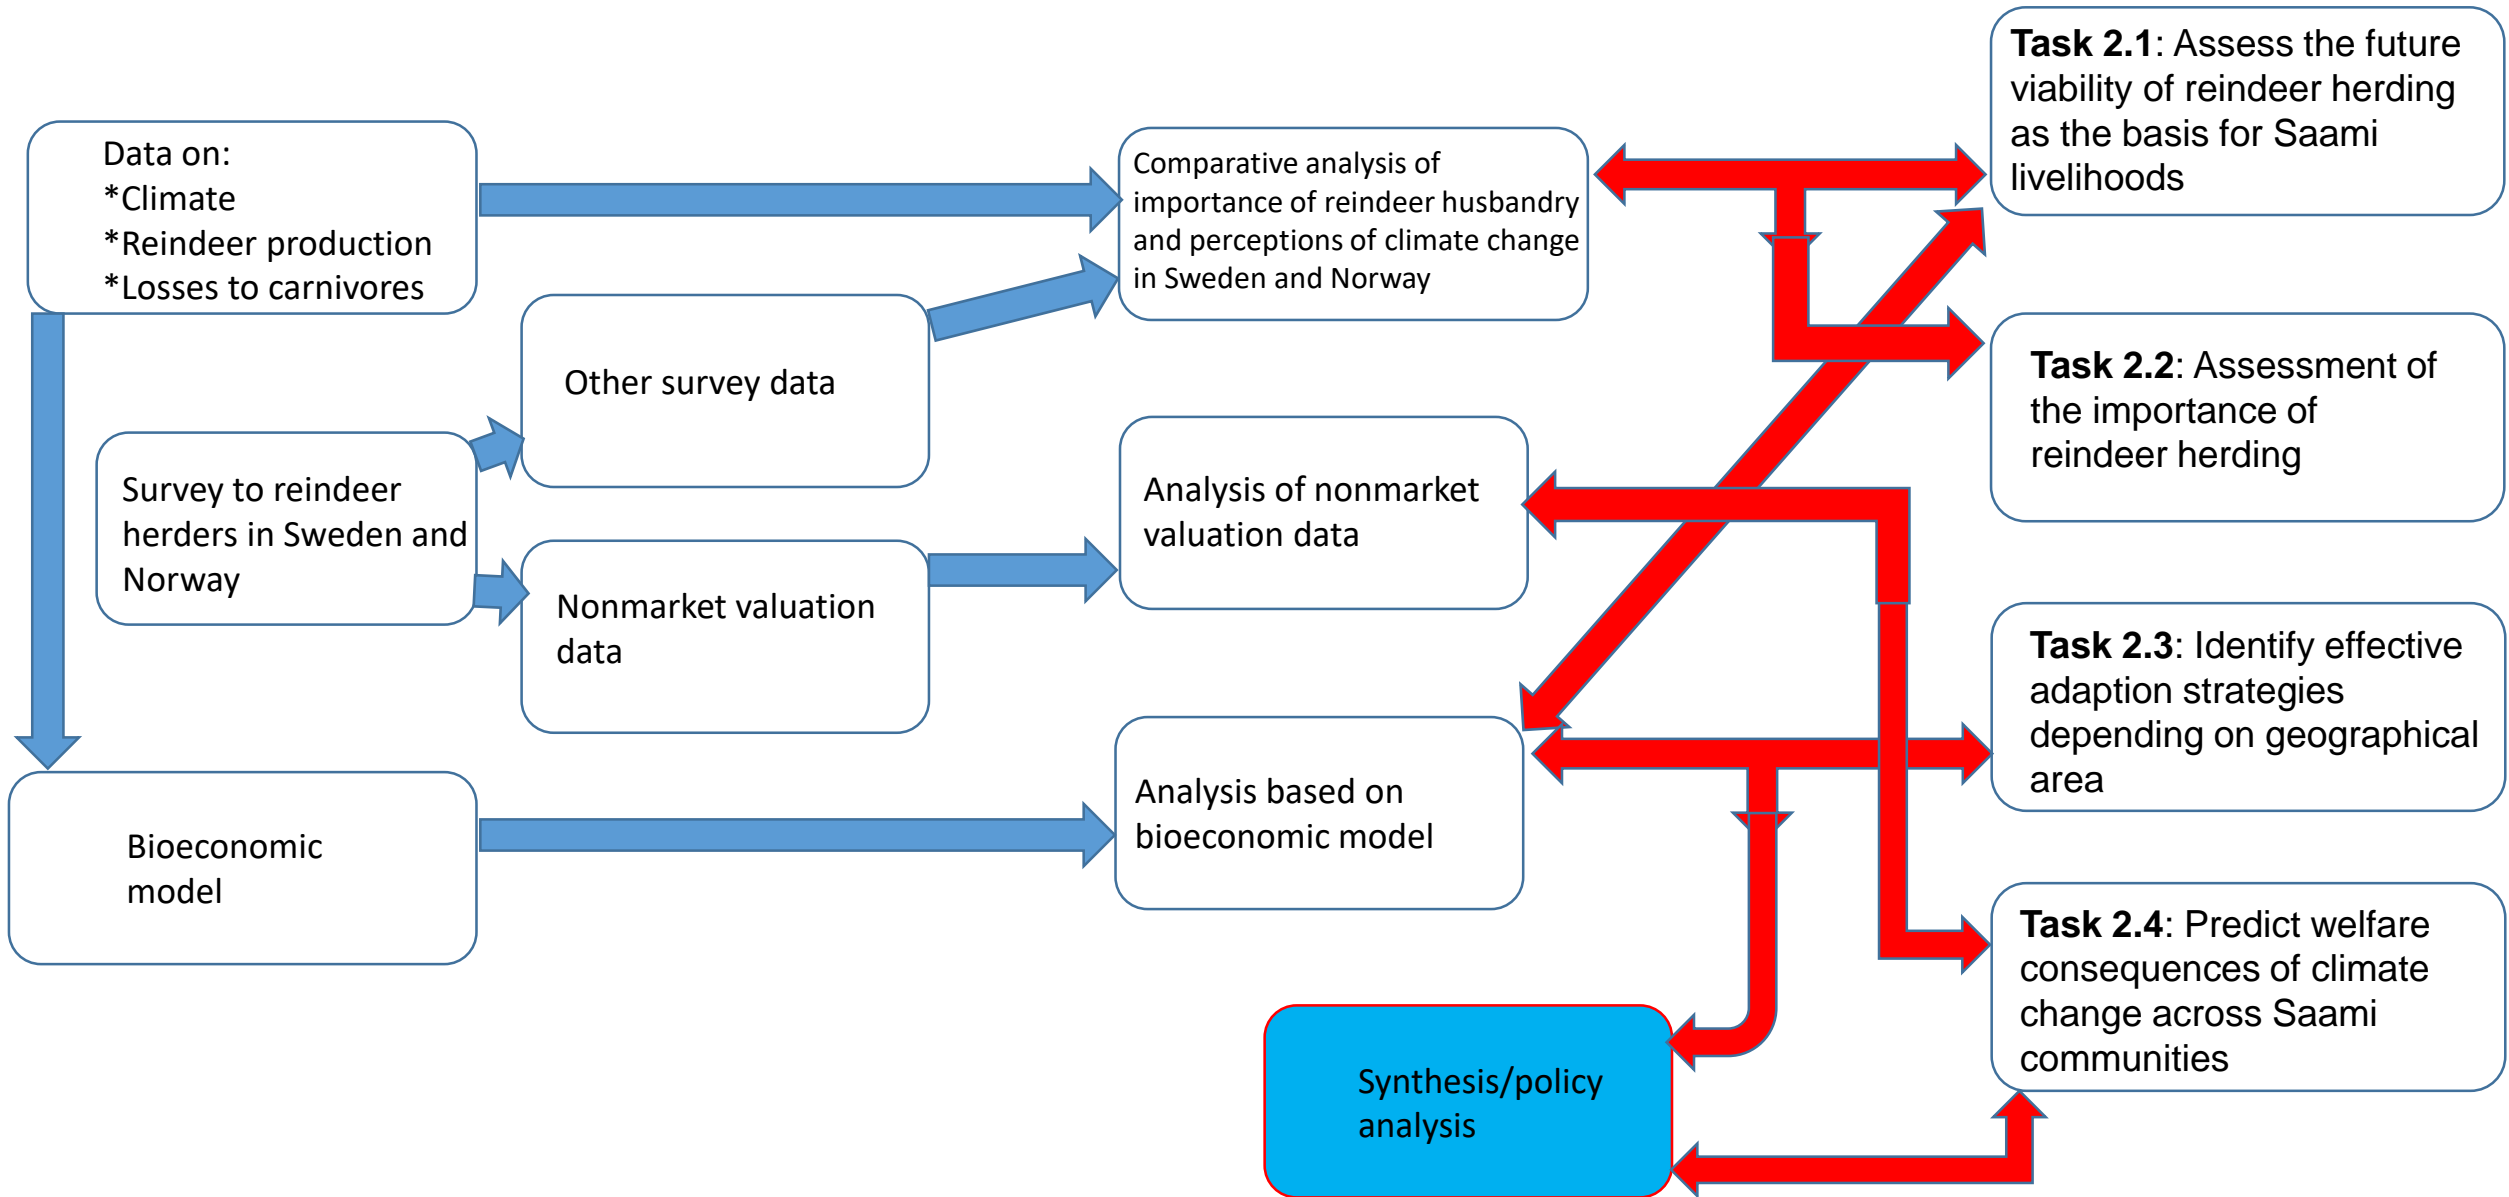 Data on:
*Climate
*Reindeer production
*Losses to carnivores
Survey to reindeer
herders in Sweden and
Norway
Bioeconomic
model
Other survey data
Nonmarket valuation
data
Comparative analysis of
importance of reindeer husbandry
and perceptions of climate change
in Sweden and Norway
Analysis of nonmarket
valuation data
Analysis based on
bioeconomic model
Synthesis/policy
analysis
Task 2.1: Assess the future
viability of reindeer herding
as the basis for Saami
livelihoods
Task 2.2: Assessment of
the importance of
reindeer herding
Task 2.3: Identify effective
adaption strategies
depending on geographical
area
Task 2.4: Predict welfare
consequences of climate
change across Saami
communities